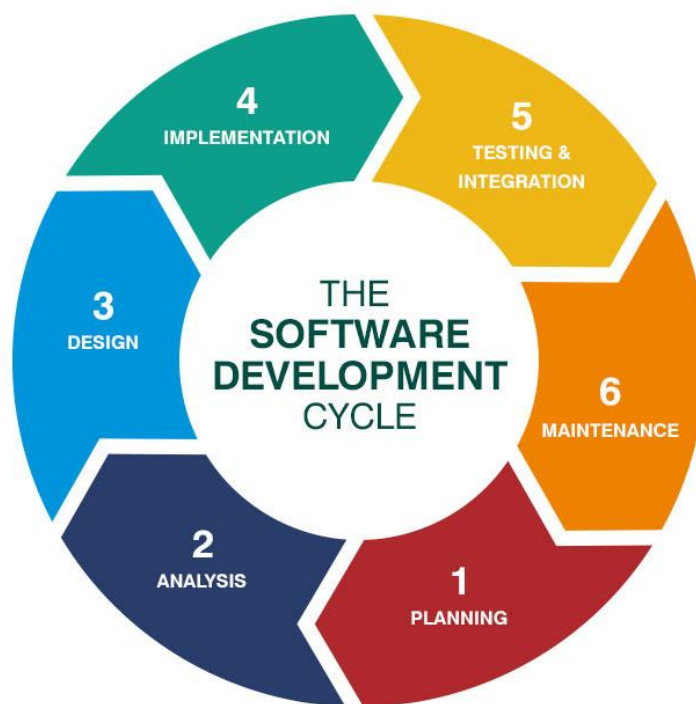 THE
SOFTWARE
DEVELOPMENT
CYCLE
1
PLANNING
2
ANALYSIS
3
DESIGN
4
IMPLEMENTATION
5
TESTING &
INTEGRATION
6
MAINTENANCE